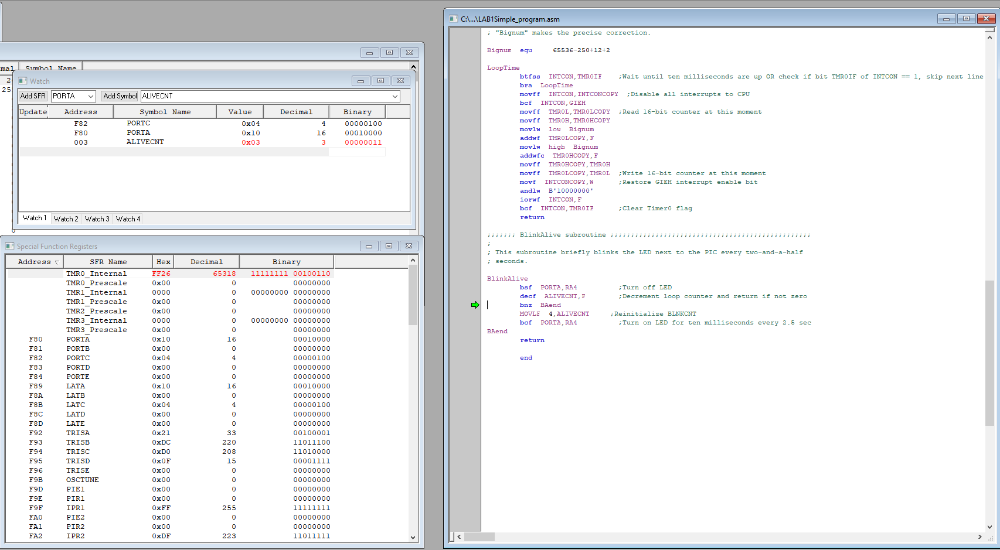 mal Symbol Name
2
25
0
Watch
Add SFR PORTA Add Symbol ALIVECNT
Update Address Symbol Name Value Decimal Binary
F82 PORTC 0x04 4 00000100
F80 PORTA 0x10 16 00010000
003 ALIVECNT 0x03 3 00000011
Watch 1 Watch 2 Watch 3 Watch 4
Special Function Registers
Address SFR Name Hex Decimal Binary
TMR0_Internal FF26 65318 11111111 00100110
TMR0_Prescale 0x00 0 00000000
TMR1_Internal 0000 0 00000000 00000000
TMR1_Prescale 0x00 0 00000000
TMR2_Prescale 0x00 0 00000000
TMR3_Internal 0000 0 00000000 00000000
TMR3_Prescale 0x00 0 00000000
F80 PORTA 0x10 16 00010000
F81 PORTB 0x00 0 00000000
F82 PORTC 0x04 4 00000100
F83 PORTD 0x00 0 00000000
F84 PORTE 0x00 0 00000000
F89 LATA 0x10 16 00010000
F8A LATB 0x00 0 00000000
F8B LATC 0x04 4 00000100
F8C LATD 0x00 0 00000000
F8D LATE 0x00 0 00000000
F92 TRISA 0x21 33 00100001
F93 TRISB 0xDC 220 11011100
F94 TRISC 0xD0 208 11010000
F95 TRISD 0x0F 15 00001111
F96 TRISE 0x00 0 00000000
F9B OSCTUNE 0x00 0 00000000
F9D PIE1 0x00 0 00000000
F9E PIR1 0x00 0 00000000
F9F IPR1 0xFF 255 11111111
FA0 PIE2 0x00 0 00000000
FA1 PIR2 0x00 0 00000000
FA2 IPR2 0xDF 223 11011111
C:\...\LAB1Simple_program.asm
; "Bignum" makes the precise correction.
Bignum equ 65536-250+12+2
LoopTime
btfss INTCON,TMR0IF ;Wait until ten milliseconds are up OR check if bit TMR0IF of INTCON == 1, skip next line
bra LoopTime
movff INTCON,INTCONCOPY ;Disable all interrupts to CPU
bcf INTCON,GIEH
movff TMR0L,TMR0LCOPY ;Read 16-bit counter at this moment
movff TMR0H,TMR0HCOPY
movlw low Bignum
addwf TMR0LCOPY,F
movlw high Bignum
addwfc TMR0HCOPY,F
movff TMR0HCOPY,TMR0H
movff TMR0LCOPY,TMR0L ;Write 16-bit counter at this moment
movf INTCONCOPY,W ;Restore GIEH interrupt enable bit
andlw B'10000000'
iorwf INTCON,F
bcf INTCON,TMR0IF ;Clear Timer0 flag
return
;;;;;;; BlinkAlive subroutine ;;;;;;;;;;;;;;;;;;;;;;;;;;;;;;;;;;;;;;;;;;;;;;;;;
;
; This subroutine briefly blinks the LED next to the PIC every two-and-a-half
; seconds.
BlinkAlive
bsf PORTA,RA4 ;Turn off LED
decf ALIVECNT,F ;Decrement loop counter and return if not zero
bnz BAend
MOVLF 4,ALIVECNT ;Reinitialize BLNKCNT
bcf PORTA,RA4 ;Turn on LED for ten milliseconds every 2.5 sec
BAend
return
end